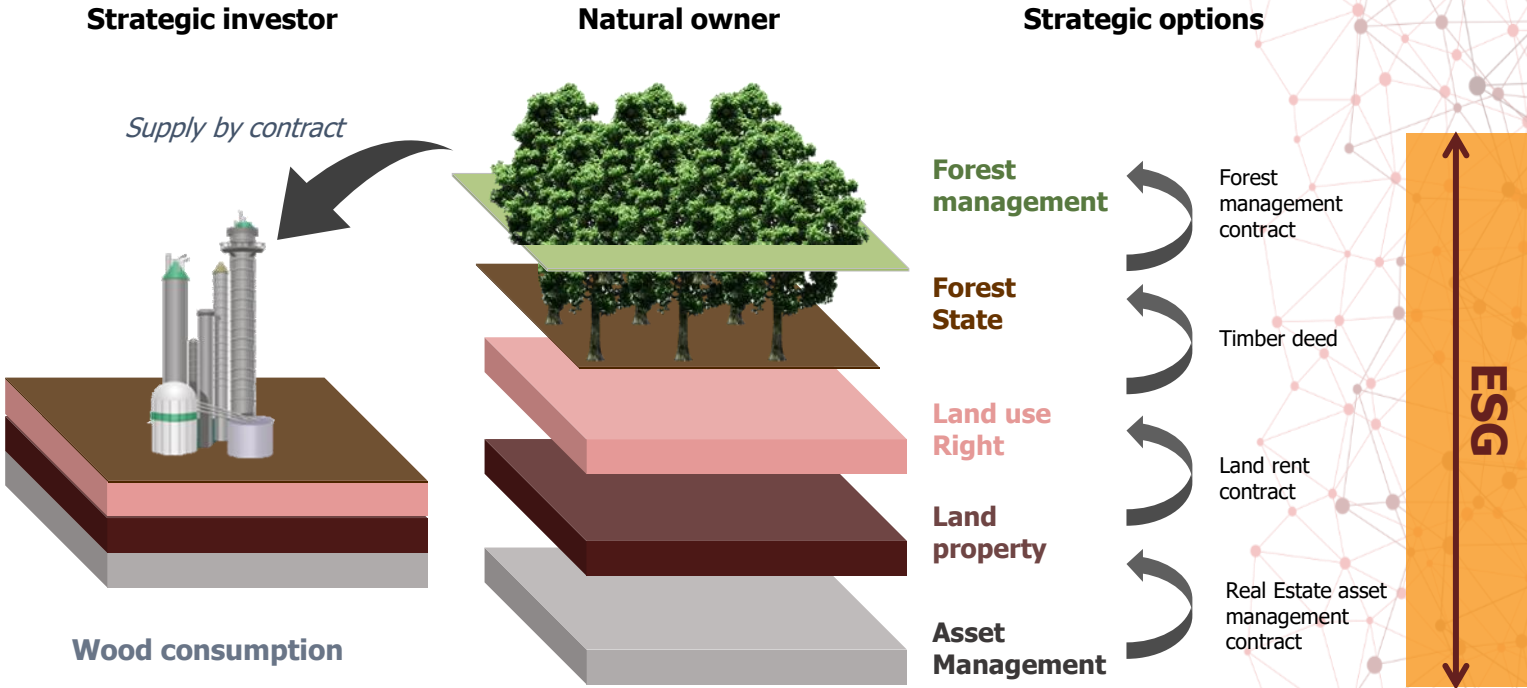 Strategic investor
Natural owner
Strategic options
Supply by contract
Wood consumption
Forest
management
Forest
State
Land use
Right
Land
property
Asset
Management
Forest
management
contract
Timber deed
Land rent
contract
Real Estate asset
management
contract
ESG